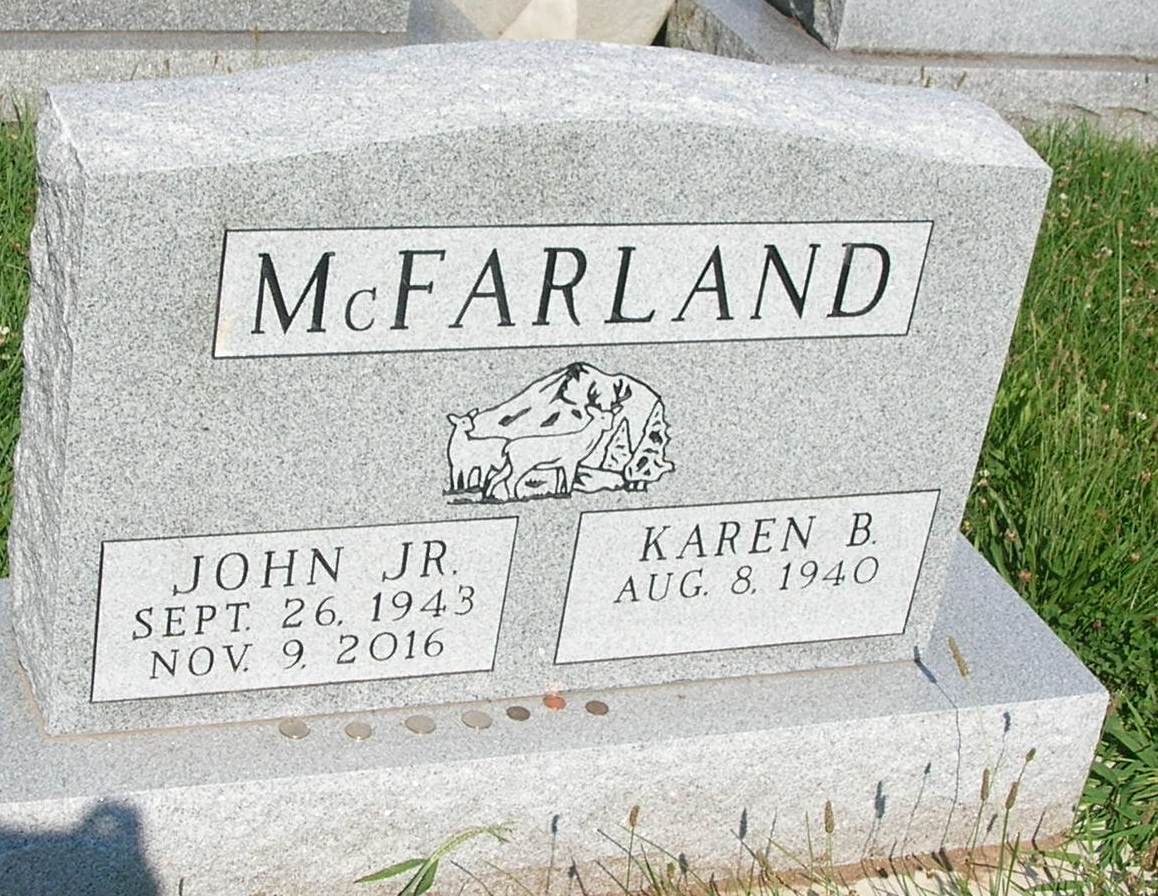 McFARLAND
JOHN JR.
SEPT. 26, 1943
NOV. 9, 2016
KAREN B.
AUG. 8, 1940